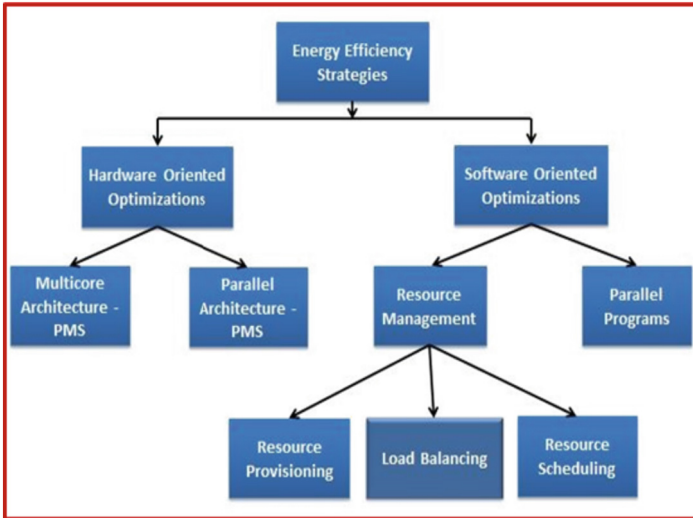 Energy Efficiency
Strategies
Hardware Oriented
Optimizations
Software Oriented
Optimizations
Multicore
Architecture -
PMS
Parallel
Architecture -
PMS
Resource
Management
Parallel
Programs
Resource
Provisioning
Load Balancing
Resource
Scheduling